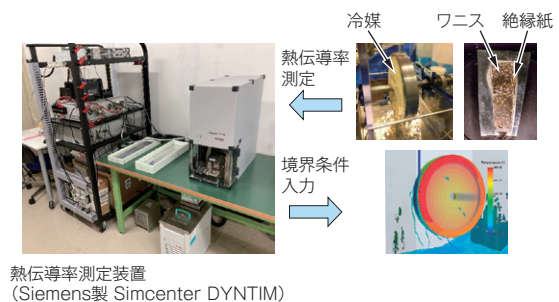 冷媒
ワニス 絶縁紙
熱伝導率
測定
境界条件
入力
熱伝導率測定装置
（Siemens製 Simcenter DYNTIM）